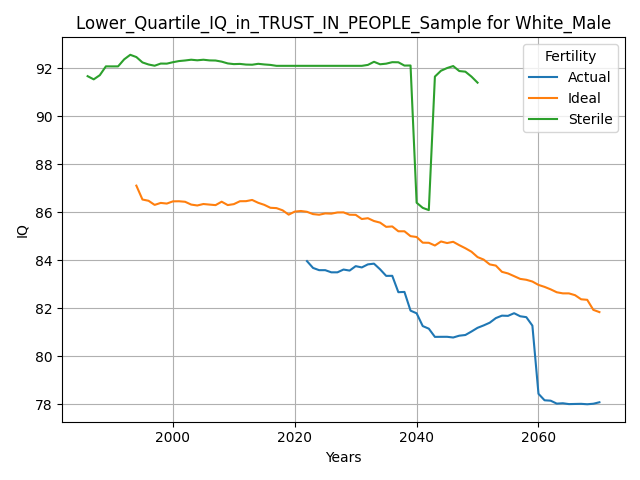 Lower_Quartile_IQ_in_TRUST_IN_PEOPLE_Sample for White_Male
Fertility
Actual
Ideal
Sterile
IQ
92
90
88
86
84
82
80
78
2000
2020
2040
2060
Years